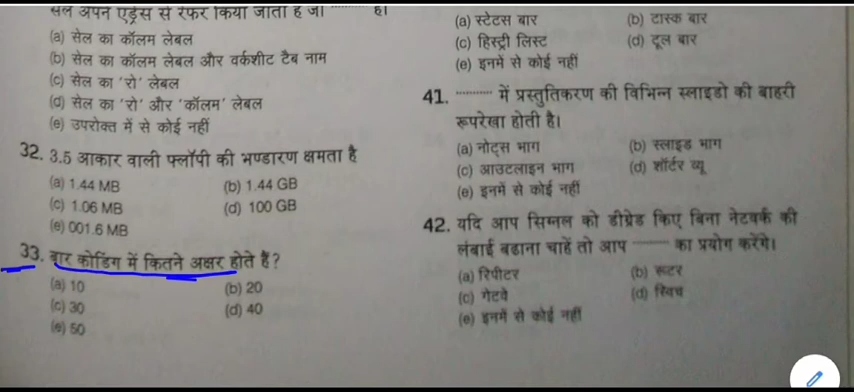 सेल अपने एड्रेस से रेफर किया जाता है जो ............ है।
(a) सेल का कॉलम लेबल
(b) सेल का कॉलम लेबल और वर्कशीट टैब नाम
(c) सेल का ‘रो’ लेबल
(d) सेल का ‘रो’ और ‘कॉलम’ लेबल
(e) उपरोक्त में से कोई नहीं
32. 3.5 आकार वाली फ्लॉपी की भण्डारण क्षमता है
(a) 1.44 MB (b) 1.44 GB
(c) 1.06 MB (d) 100 GB
(e) 001.6 MB
33. बार कोडिंग में कितने अक्षर होते हैं?
(a) 10 (b) 20
(c) 30 (d) 40
(e) 50
(a) स्टेटस बार (b) टास्क बार
(c) हिस्ट्री लिस्ट (d) टूल बार
(e) इनमें से कोई नहीं
41. ............ में प्रस्तुतिकरण की विभिन्न स्लाइडो की बाहरी
रूपरेखा होती है।
(a) नोट्स भाग (b) स्लाइड भाग
(c) आउटलाइन भाग (d) शॉर्टर व्यू
(e) इनमें से कोई नहीं
42. यदि आप सिग्नल को डीग्रेड किए बिना नेटवर्क की
लंबाई बढाना चाहें तो आप ............ का प्रयोग करेंगे।
(a) रिपीटर (b) रूटर
(c) गेटवे (d) स्विच
(e) इनमें से कोई नहीं